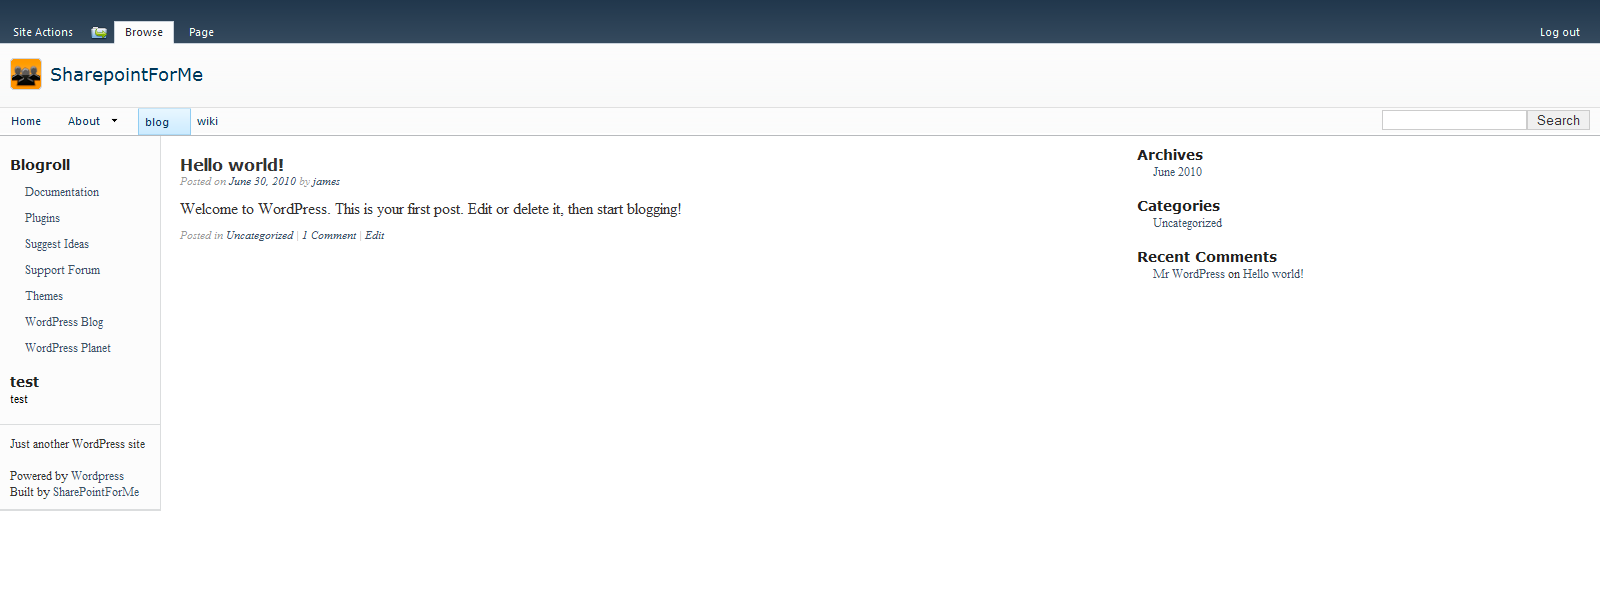 Site Actions Browse Page Log out
SharepointForMe
Home About blog wiki Search
Blogroll
Documentation
Plugins
Suggest Ideas
Support Forum
Themes
WordPress Blog
WordPress Planet
test
test
Just another WordPress site
Powered by Wordpress
Built by SharePointForMe
Hello world!
Posted on June 30, 2010 by james
Welcome to WordPress. This is your first post. Edit or delete it, then start blogging!
Posted in Uncategorized | 1 Comment | Edit
Archives
June 2010
Categories
Uncategorized
Recent Comments
Mr WordPress on Hello world!